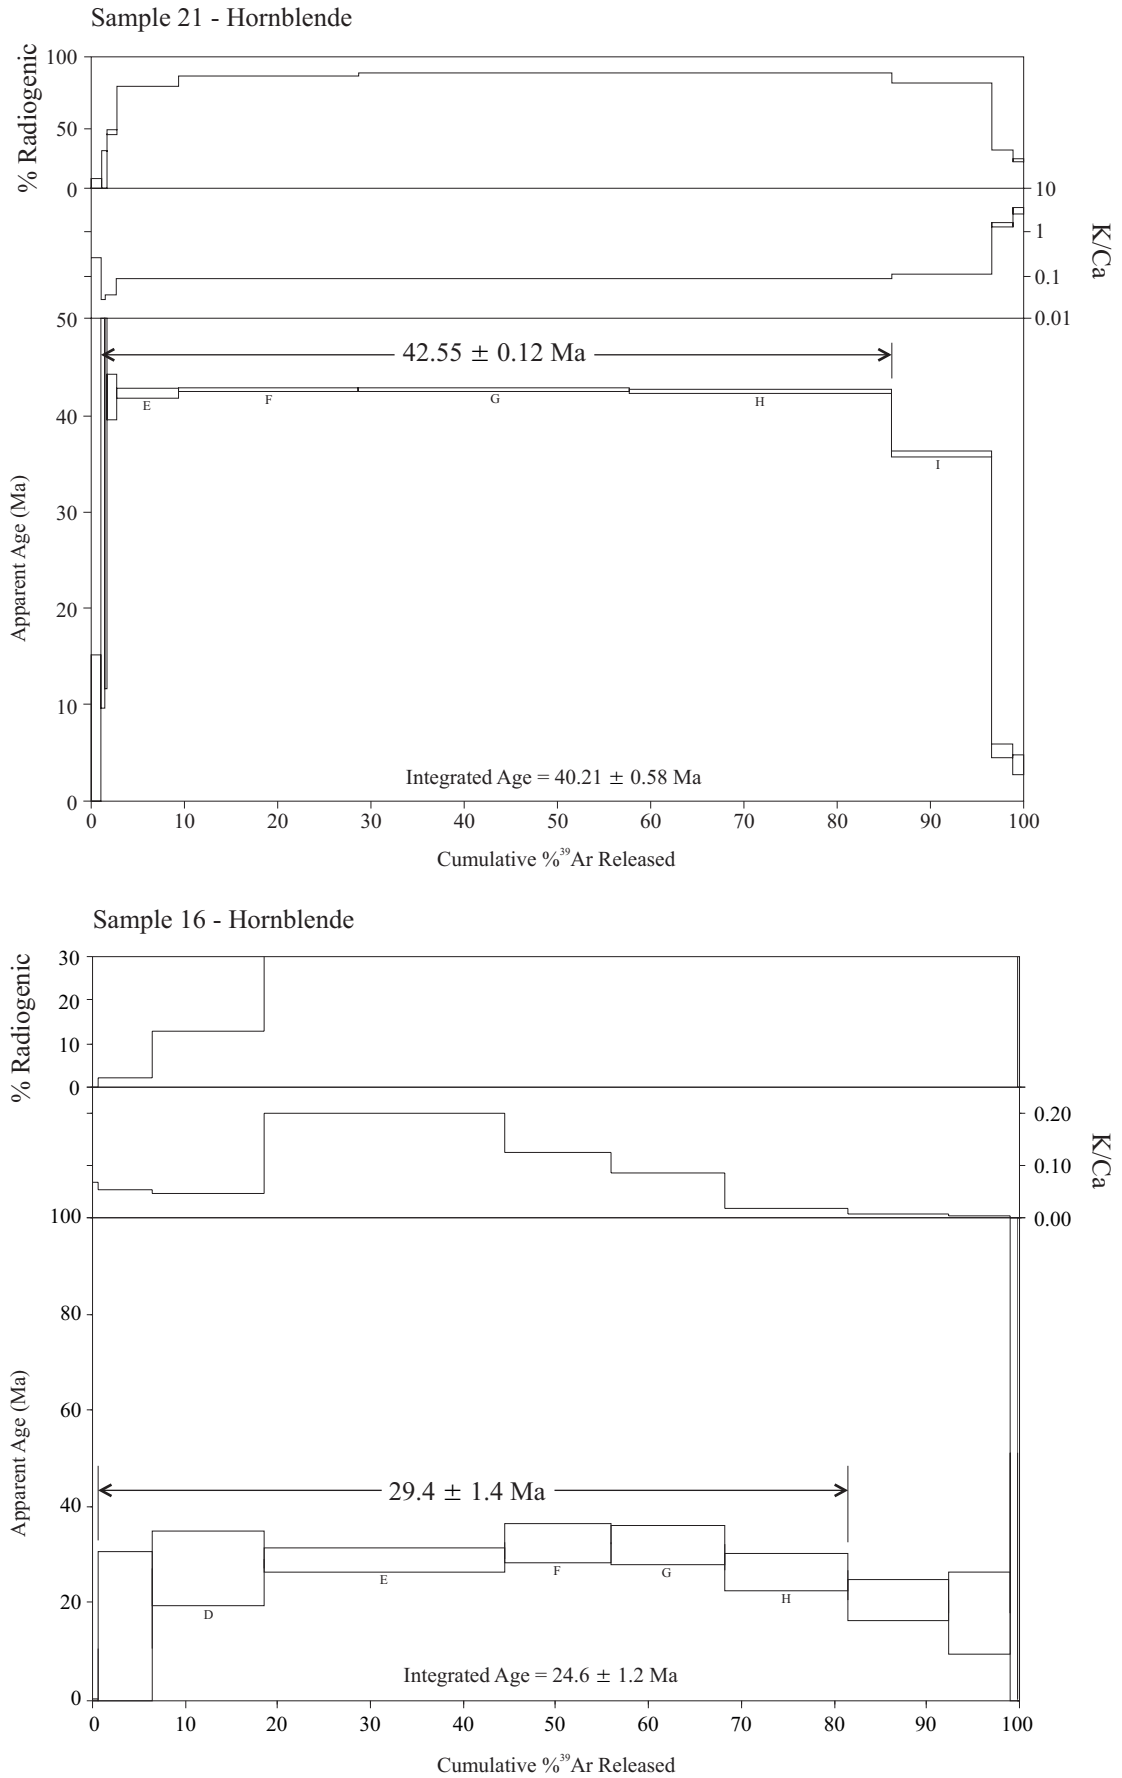 Sample 21 - Hornblende
% Radiogenic
100
50
0
10
1
0.1
0.01
K/Ca
50
40
30
20
10
0
Apparent Age (Ma)
42.55 ± 0.12 Ma
E
F
G
H
I
Integrated Age = 40.21 ± 0.58 Ma
0 10 20 30 40 50 60 70 80 90 100
Cumulative %³⁹Ar Released
Sample 16 - Hornblende
% Radiogenic
30
20
10
0
0.20
0.10
0.00
K/Ca
100
80
60
40
20
0
Apparent Age (Ma)
29.4 ± 1.4 Ma
D
E
F
G
H
Integrated Age = 24.6 ± 1.2 Ma
0 10 20 30 40 50 60 70 80 90 100
Cumulative %³⁹Ar Released